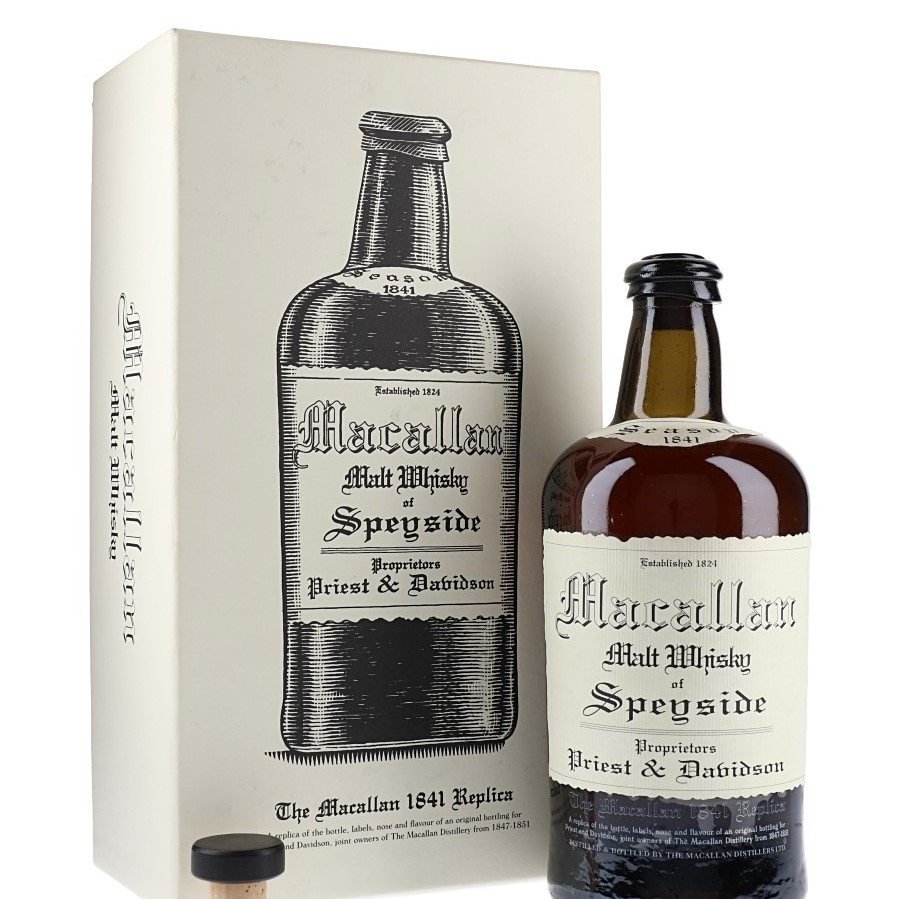 Macallan
Malt Whisky
Season
1841
Established 1824
Macallan
Malt Whisky
of
Speyside
Proprietors
Priest & Davidson
The Macallan 1841 Replica
replica of the bottle, labels, nose and flavour of an original bottling for
and Davidson, joint owners of The Macallan Distillery from 1847-1851
Season
1841
Established 1824
Macallan
Malt Whisky
of
Speyside
Proprietors
Priest & Davidson
The Macallan 1841 Replica
A replica of the bottle, labels, nose and flavour of an original bottling for
Priest and Davidson, joint owners of The Macallan Distillery from 1847-1851
DISTILLED & BOTTLED BY THE MACALLAN DISTILLERS LTD